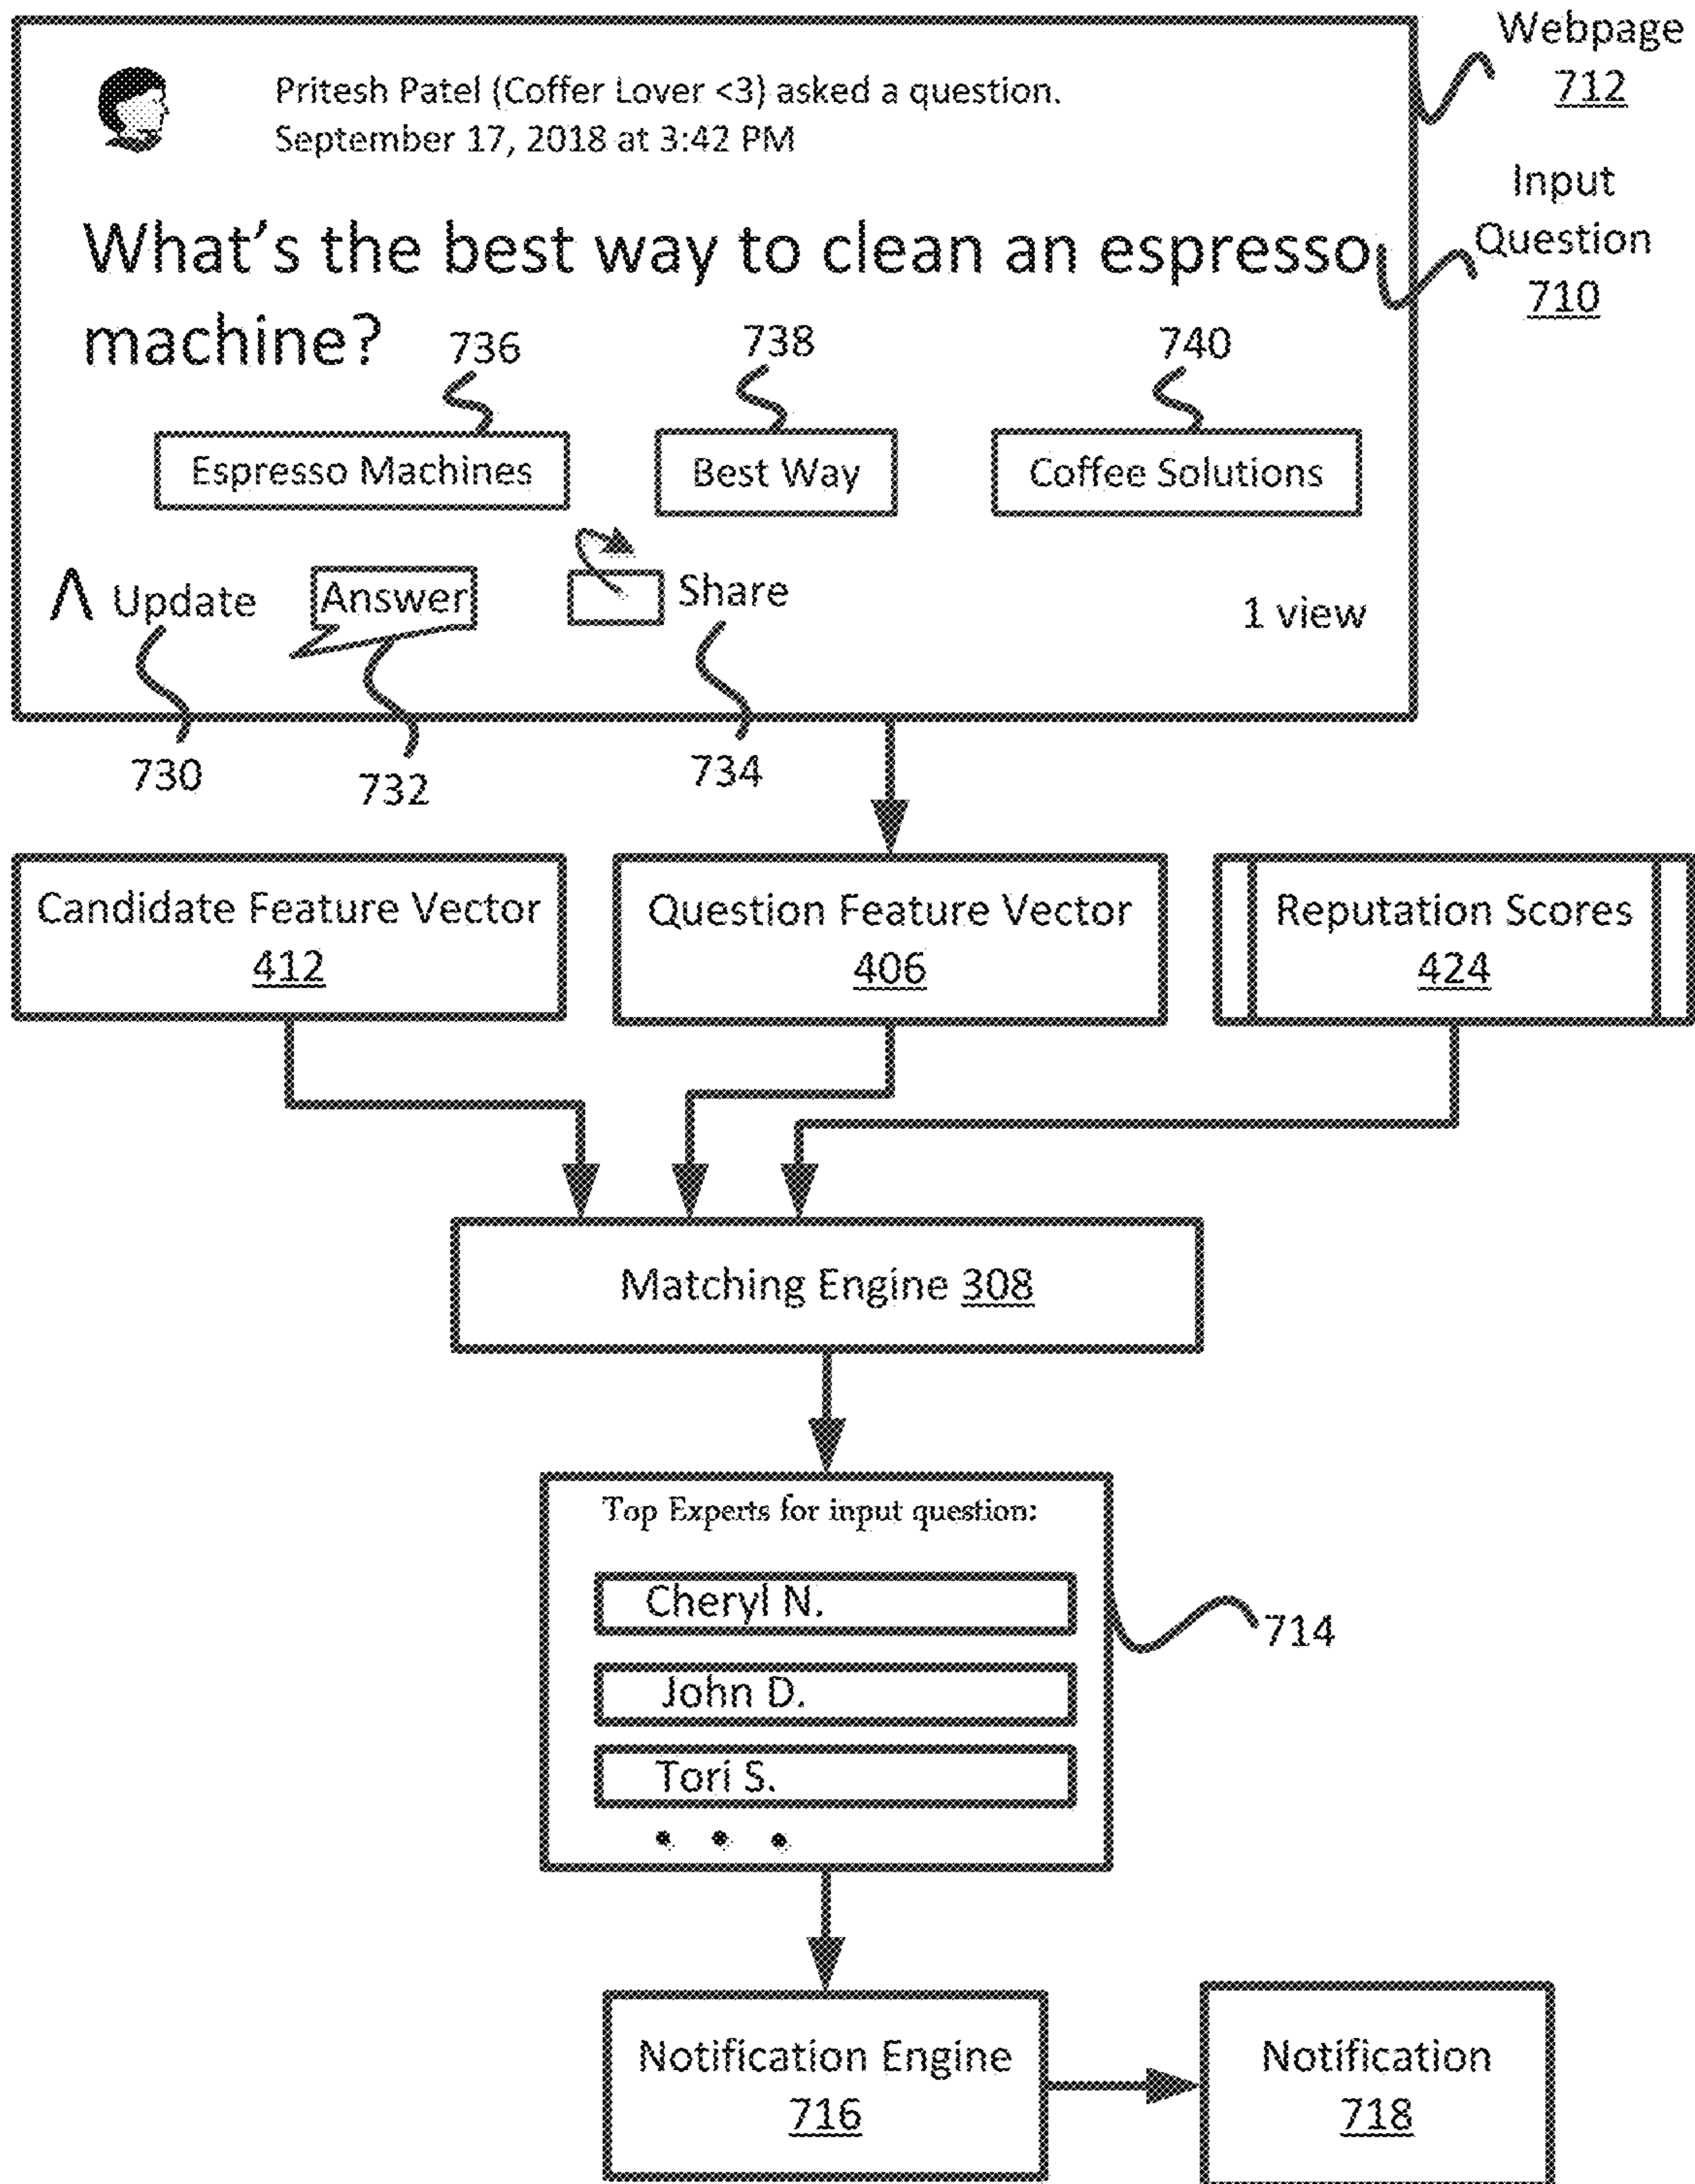 Webpage
712
Pritesh Patel (Coffer Lover <3) asked a question.
September 17, 2018 at 3:42 PM
Input
Question
710
What's the best way to clean an espresso
machine?
736
738
740
Espresso Machines
Best Way
Coffee Solutions
Λ Update
Answer
Share
1 view
730
732
734
Candidate Feature Vector
412
Question Feature Vector
406
Reputation Scores
424
Matching Engine 308
Top Experts for input question:
Cheryl N.
John D.
Tori S.
• • •
714
Notification Engine
716
Notification
718